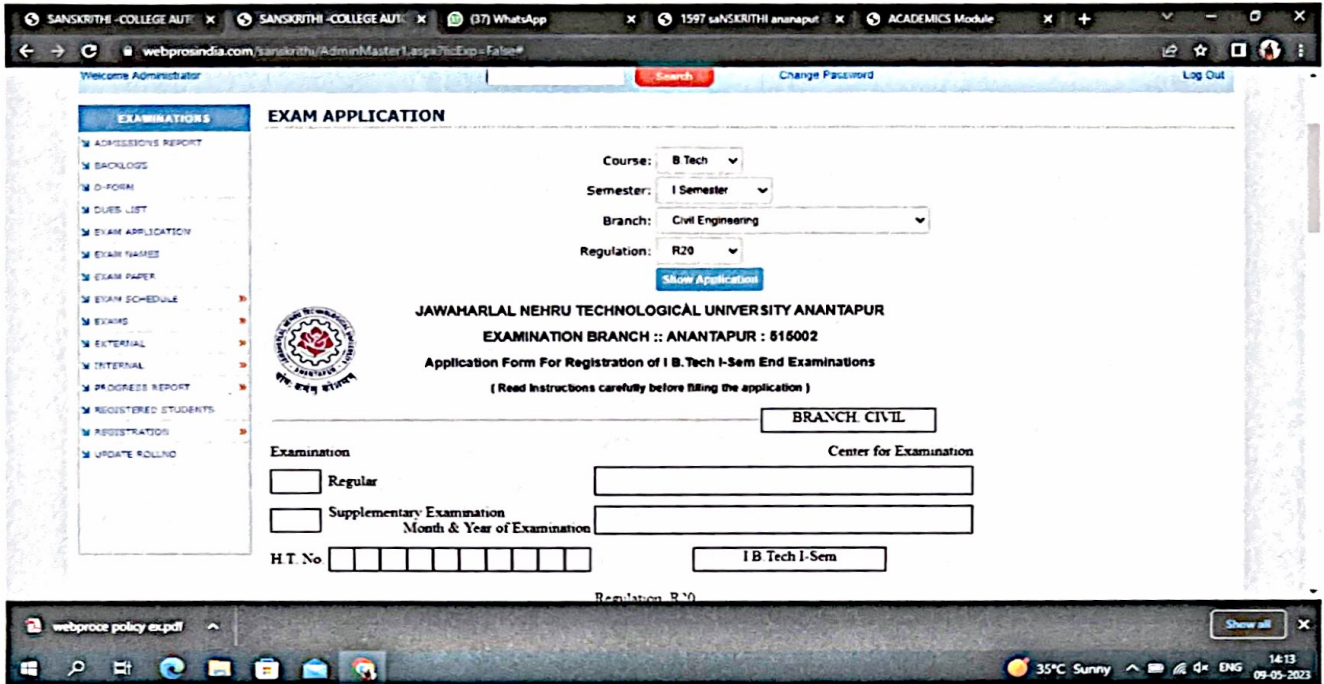 SANSKRITHI -COLLEGE AUT
SANSKRITHI -COLLEGE AUT
(37) WhatsApp
1597 saNSKRITHI ananaput
ACADEMICS Module
webprosindia.com/sanskrithi/AdminMaster1.aspx?licExp=False#
Welcome Administrator
Search
Change Password
Log Out
EXAMINATIONS
ADMISSIONS REPORT
BACKLOGS
D-FORM
DUES LIST
EXAM APPLICATION
EXAM NAMES
EXAM PAPER
EXAM SCHEDULE
EXAMS
EXTERNAL
INTERNAL
PROGRESS REPORT
REGISTERED STUDENTS
REGISTRATION
UPDATE ROLLNO
EXAM APPLICATION
Course: B.Tech
Semester: I Semester
Branch: Civil Engineering
Regulation: R20
Show Application
JAWAHARLAL NEHRU TECHNOLOGICAL UNIVERSITY ANANTAPUR
EXAMINATION BRANCH :: ANANTAPUR : 515002
Application Form For Registration of I B.Tech I-Sem End Examinations
( Read Instructions carefully before filling the application )
BRANCH: CIVIL
Examination
Center for Examination
Regular
Supplementary Examination
Month & Year of Examination
H.T. No.
I B.Tech I-Sem
Regulation R20
webproce policy ex.pdf
Show all
35°C Sunny
ENG
14:13
09-05-2023